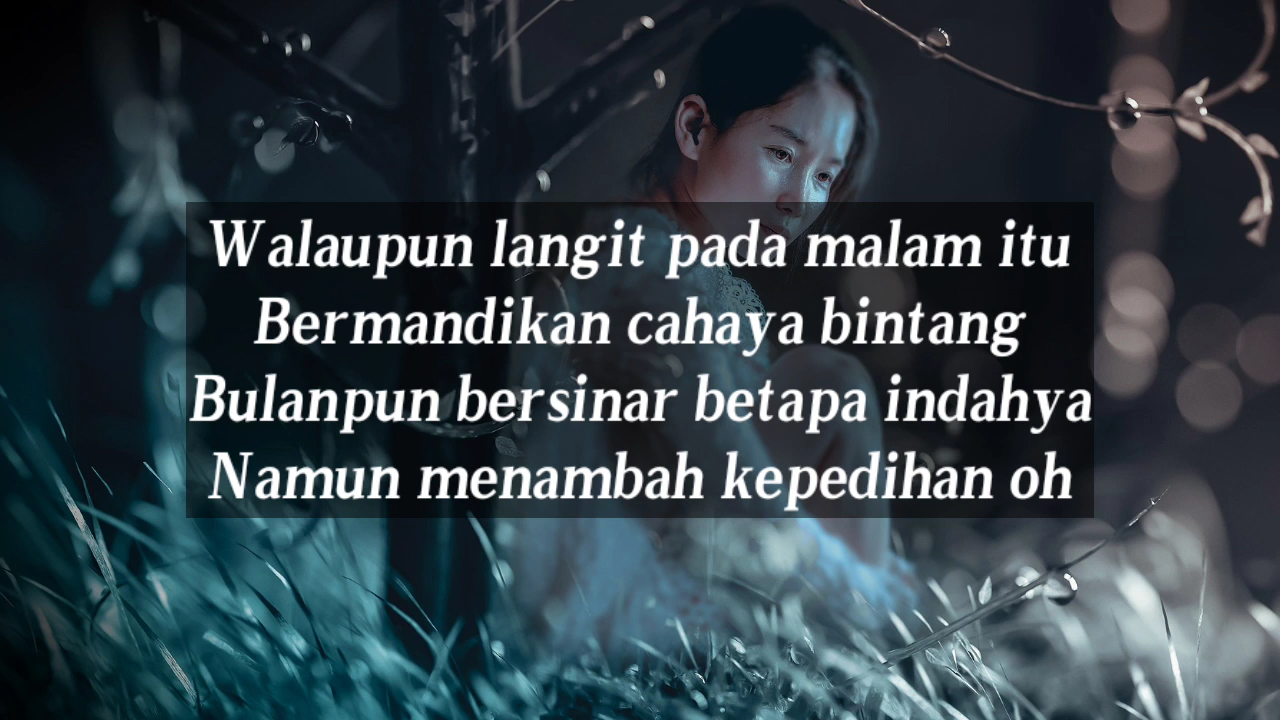 Walaupun langit pada malam itu
Bermandikan cahaya bintang
Bulanpun bersinar betapa indahya
Namun menambah kepedihan oh